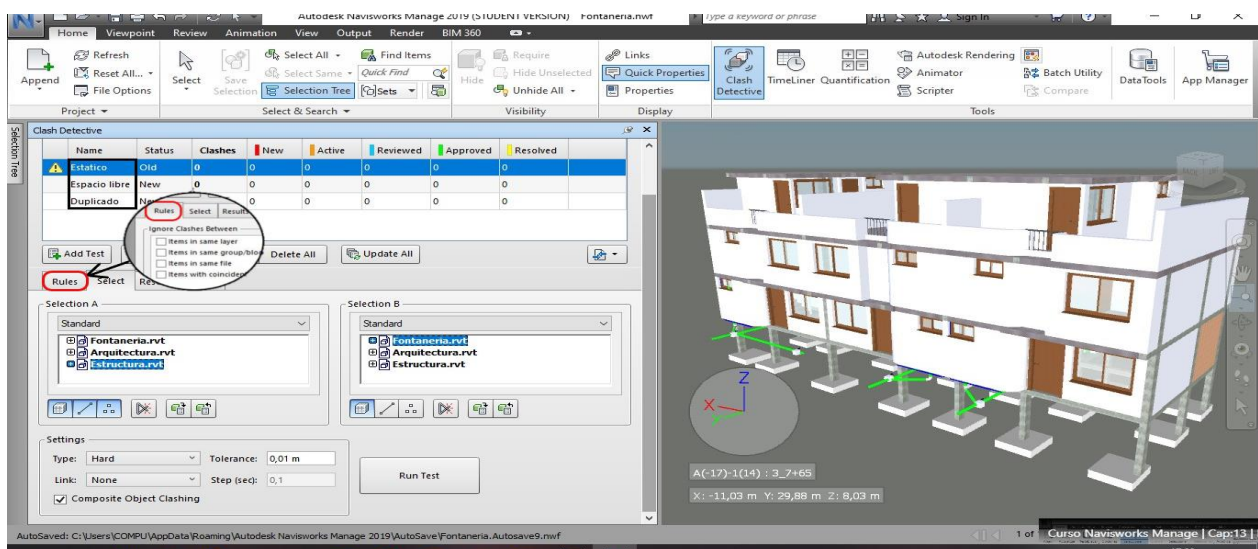 Autodesk Navisworks Manage 2019 (STUDENT VERSION) Fontaneria.nwf
Type a keyword or phrase
Sign In
Home Viewpoint Review Animation View Output Render BIM 360
Append
Refresh
Reset All...
File Options
Project
Select
Save Selection
Select All
Select Same
Selection Tree
Find Items
Quick Find
Sets
Select & Search
Hide
Require
Hide Unselected
Unhide All
Visibility
Links
Quick Properties
Properties
Display
Clash Detective
TimeLiner
Quantification
Autodesk Rendering
Animator
Scripter
Batch Utility
Compare
DataTools
App Manager
Tools
Selection Tree
Clash Detective
Name Status Clashes New Active Reviewed Approved Resolved
Estatico Old 0 0 0 0 0 0
Espacio libre New 0 0 0 0 0 0
Duplicado 0 0 0 0 0
Rules Select Results
Ignore Clashes Between
Items in same layer
Items in same group/blo
Items in same file
Items with coinciden
Add Test
Delete All
Update All
Rules Select
Selection A
Standard
Fontaneria.rvt
Arquitectura.rvt
Estructura.rvt
Selection B
Standard
Fontaneria.rvt
Arquitectura.rvt
Estructura.rvt
Settings
Type: Hard Tolerance: 0,01 m
Link: None Step (sec): 0,1
Composite Object Clashing
Run Test
Z
X
Y
A(-17)-1(14) : 3_7+65
X: -11,03 m Y: 29,88 m Z: 8,03 m
AutoSaved: C:\Users\COMPU\AppData\Roaming\Autodesk Navisworks Manage 2019\AutoSave\Fontaneria.Autosave9.nwf
1 of
Curso Navisworks Manage | Cap:13 |